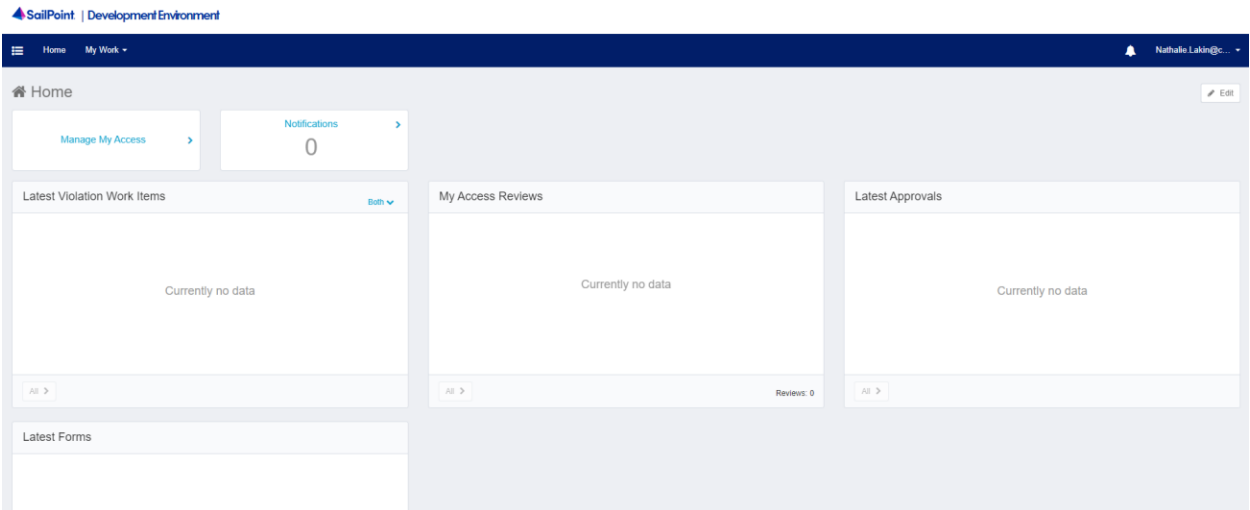 SailPoint | Development Environment
Home My Work Nathalie.Lakin@c...
Home Edit
Manage My Access
Notifications
0
Latest Violation Work Items Both
Currently no data
All
My Access Reviews
Currently no data
All Reviews: 0
Latest Approvals
Currently no data
All
Latest Forms